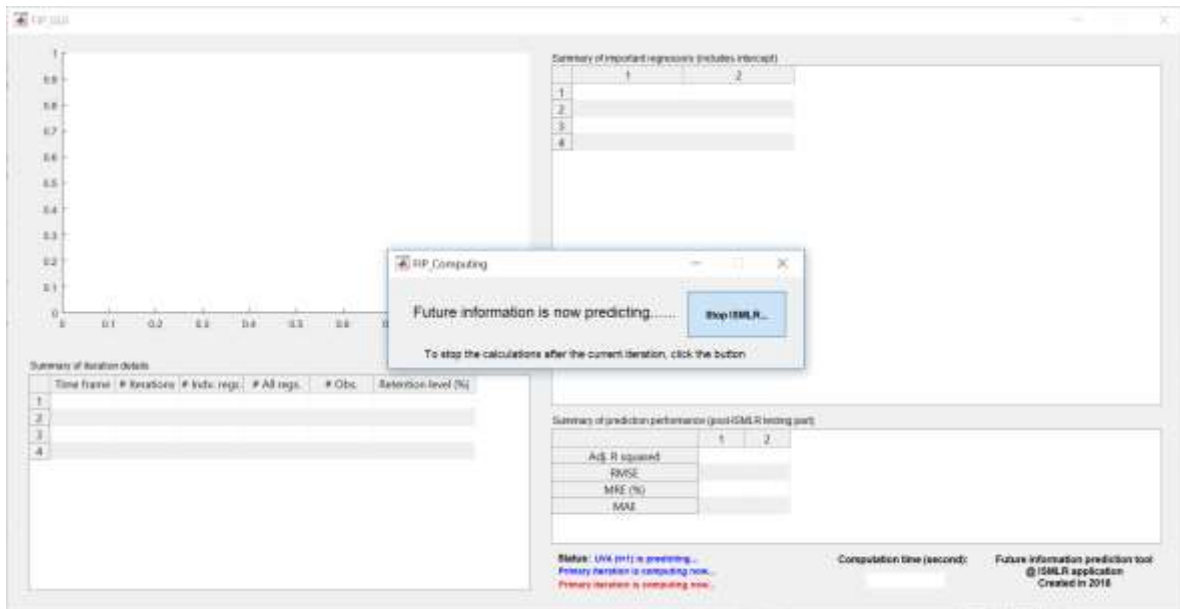 FIP_GUI
1
0.9
0.8
0.7
0.6
0.5
0.4
0.3
0.2
0.1
0
0 0.1 0.2 0.3 0.4 0.5 0.6
Summary of important regressors (includes intercept)
1 2
1
2
3
4
FIP_Computing
Future information is now predicting......
Stop ISMLR...
To stop the calculations after the current iteration, click the button
Summary of iteration details
Time frame # Iterations # Indv. regs. # All regs. # Obs. Retention level (%)
1
2
3
4
Summary of prediction performance (post-ISMLR testing part)
1 2
Adj. R squared
RMSE
MRE (%)
MAE
Status: UVA (t+1) is predicting...
Primary iteration is computing now...
Primary iteration is computing now...
Computation time (second):
Future information prediction tool
@ ISMLR application
Created in 2018